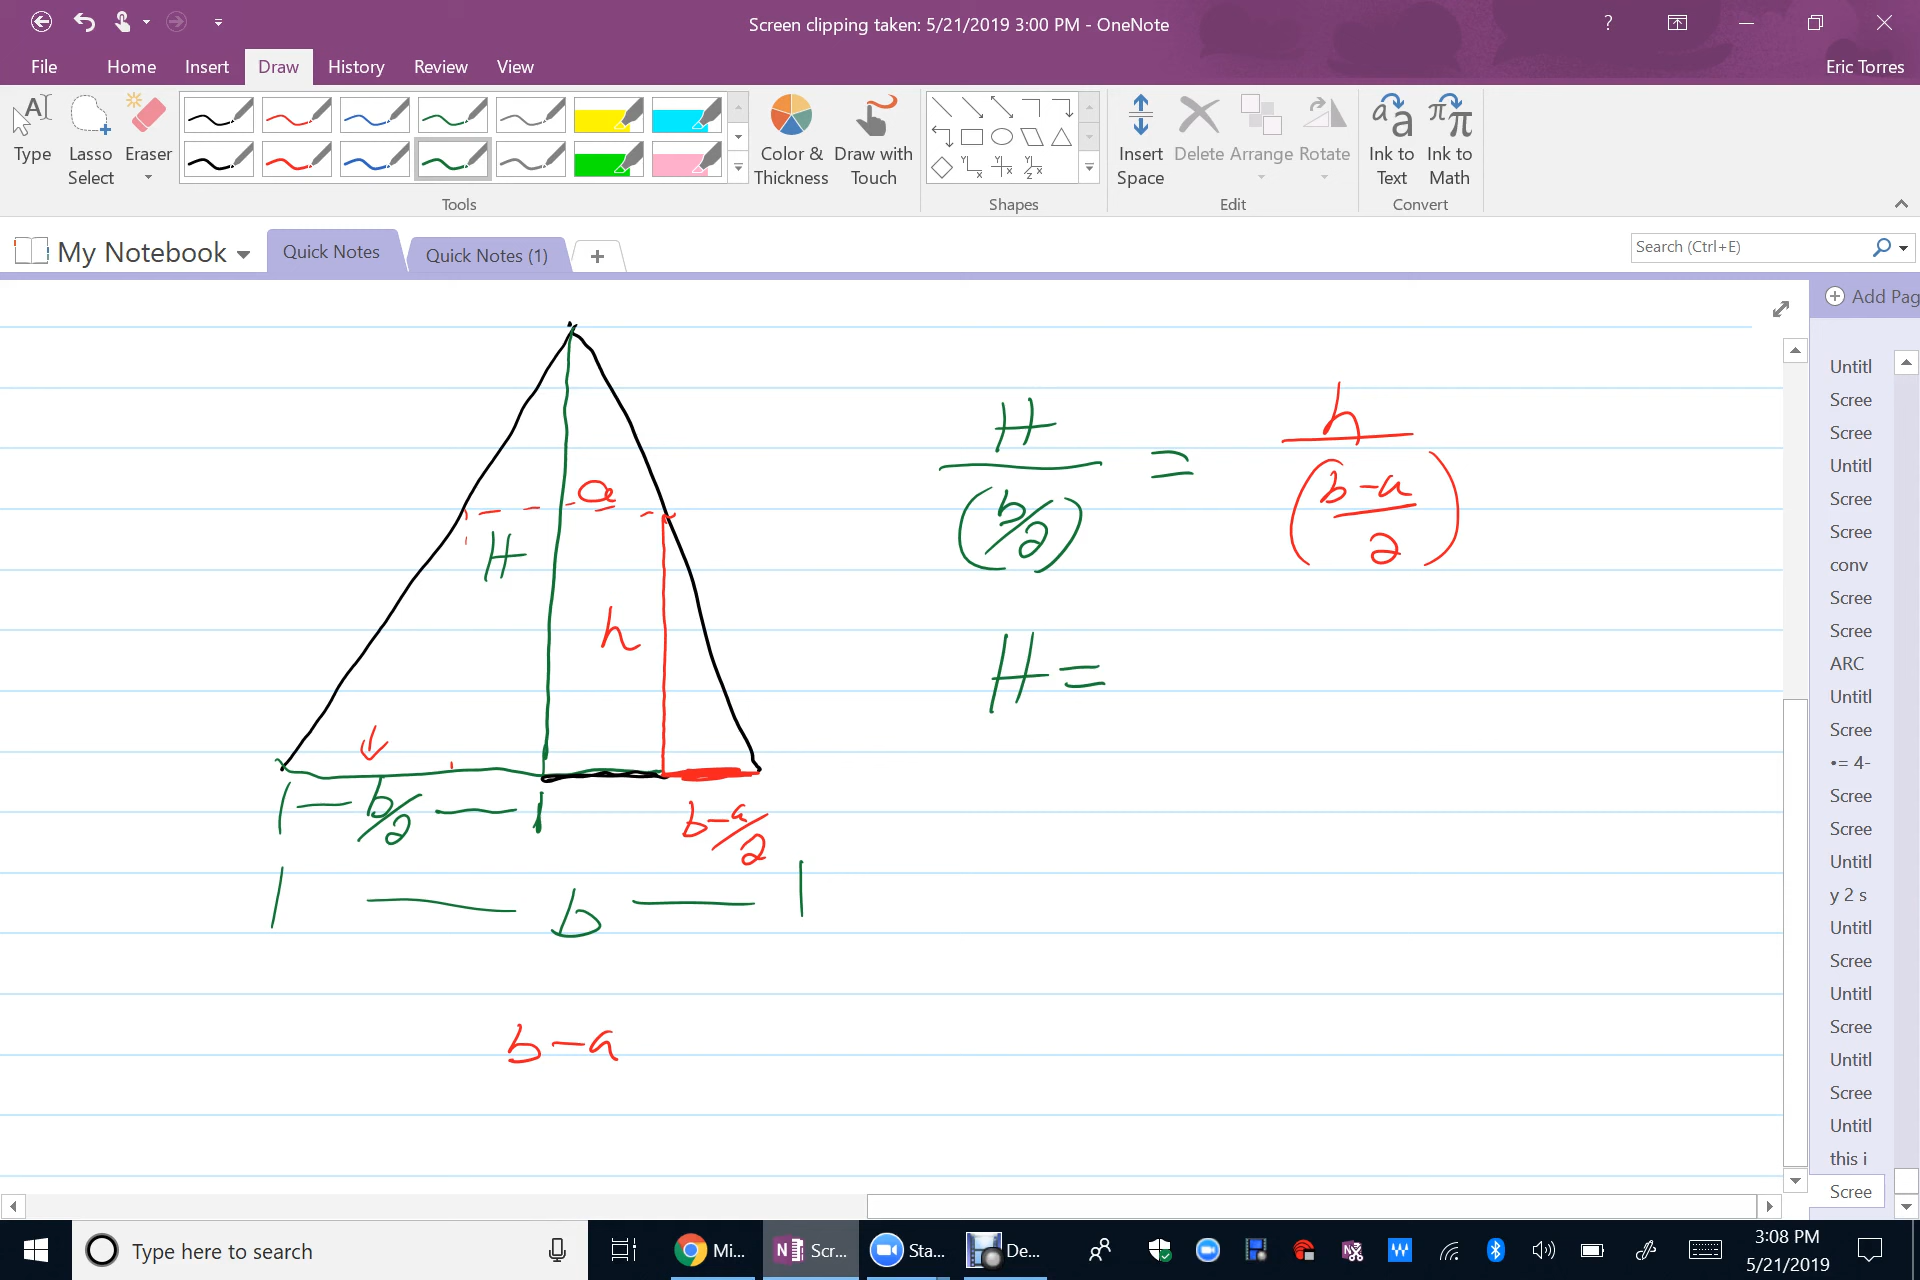 Screen clipping taken: 5/21/2019 3:00 PM - OneNote
?
File Home Insert Draw History Review View
Eric Torres
Type
Lasso Select
Eraser
Color & Thickness
Draw with Touch
Insert Space
Delete
Arrange
Rotate
Ink to Text
Ink to Math
Tools
Shapes
Edit
Convert
My Notebook
Quick Notes
Quick Notes (1)
+
Search (Ctrl+E)
Add Pag
Untitl
Scree
Scree
Untitl
Scree
Scree
conv
Scree
Scree
ARC
Untitl
Scree
•= 4-
Scree
Scree
Untitl
y 2 s
Untitl
Scree
Untitl
Scree
Untitl
Scree
Untitl
this i
Scree
a
H
h
b/2
b-a/2
b
b-a
H/(b/2) = h/((b-a)/2)
H=
Type here to search
Mi...
Scr...
Sta...
De...
3:08 PM
5/21/2019